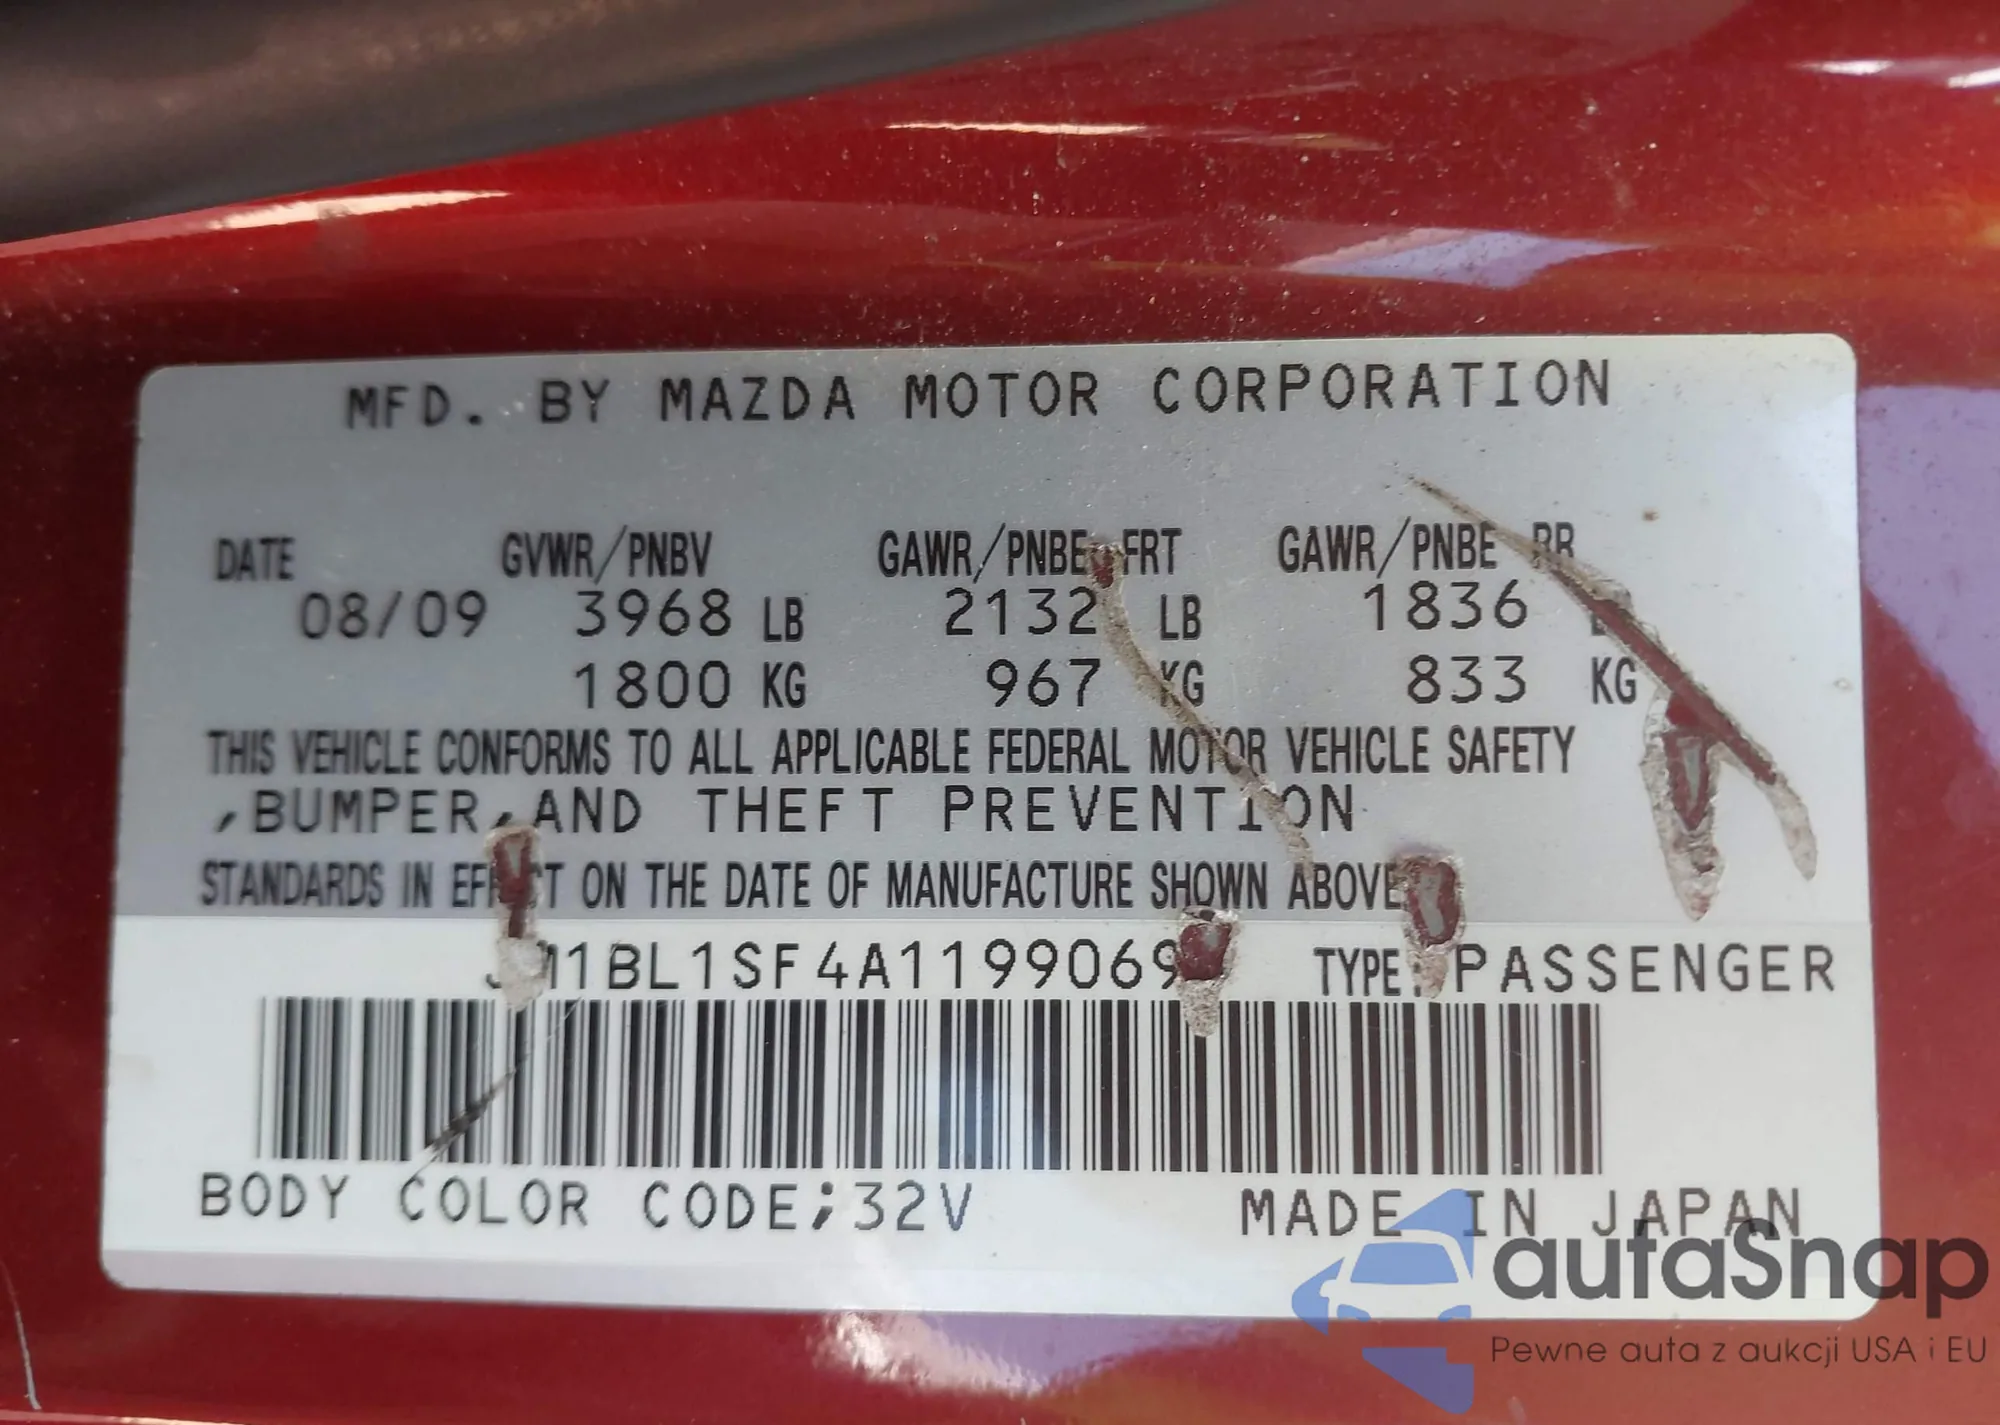 MFD. BY MAZDA MOTOR CORPORATION
DATE GVWR/PNBV GAWR/PNBE FRT GAWR/PNBE RR
08/09 3968 LB 2132 LB 1836
1800 KG 967 KG 833 KG
THIS VEHICLE CONFORMS TO ALL APPLICABLE FEDERAL MOTOR VEHICLE SAFETY
,BUMPER,AND THEFT PREVENTION
STANDARDS IN EFFECT ON THE DATE OF MANUFACTURE SHOWN ABOVE
JM1BL1SF4A1199069 TYPE: PASSENGER
BODY COLOR CODE;32V MADE IN JAPAN
autaSnap
Pewne auta z aukcji USA i EU